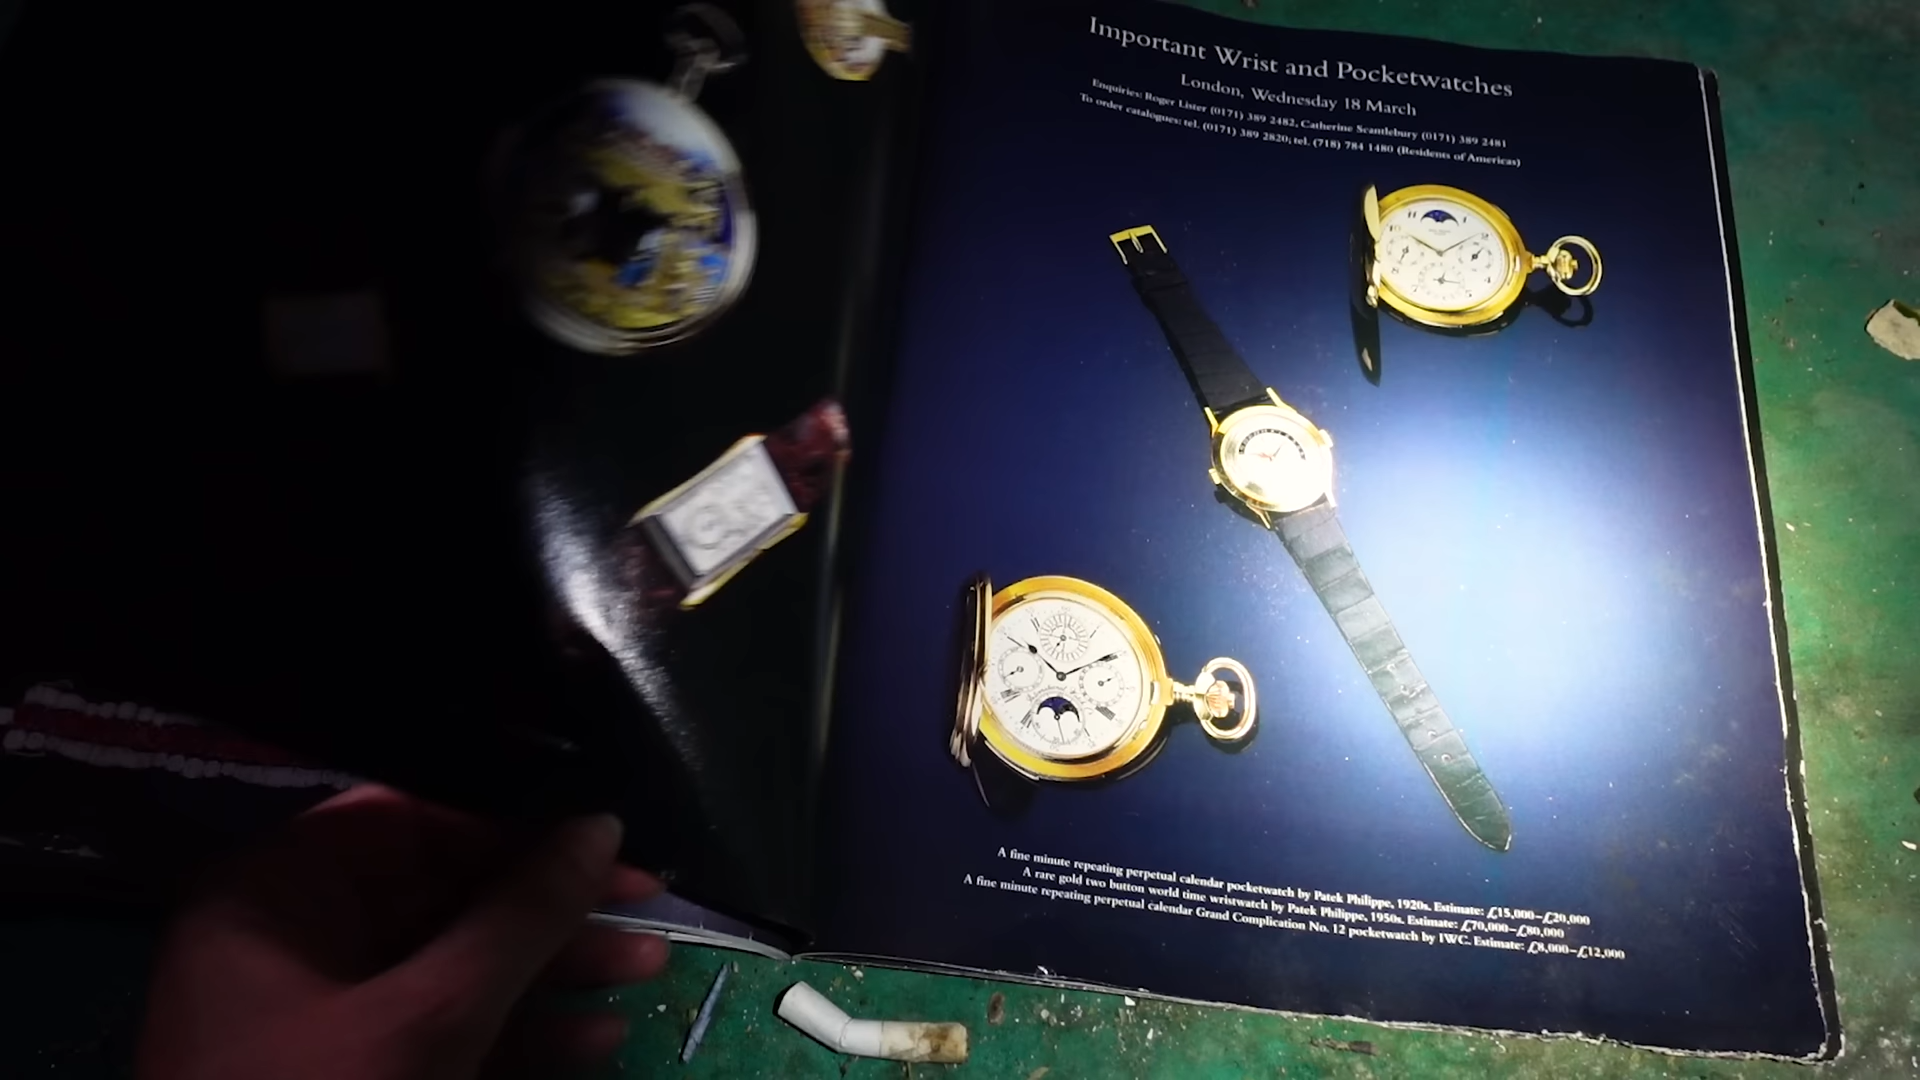 Important Wrist and Pocketwatches
London, Wednesday 18 March
Enquiries: Roger Lister (0171) 389 2482, Catherine Scantlebury (0171) 389 2481
To order catalogues: tel. (0171) 389 2820; tel. (718) 784 1480 (Residents of Americas)
A fine minute repeating perpetual calendar pocketwatch by Patek Philippe, 1920s. Estimate: £15,000–£20,000
A rare gold two button world time wristwatch by Patek Philippe, 1950s. Estimate: £70,000–£80,000
A fine minute repeating perpetual calendar Grand Complication No. 12 pocketwatch by IWC. Estimate: £8,000–£12,000